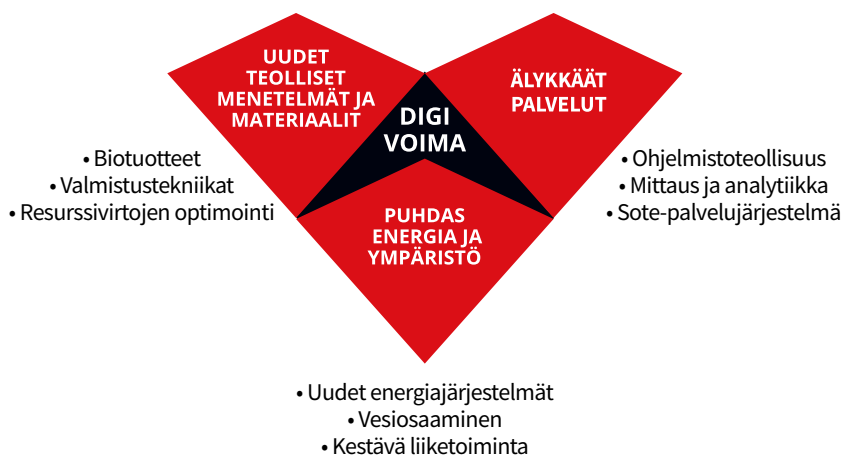 UUDET
TEOLLISET
MENETELMÄT JA
MATERIAALIT
ÄLYKKÄÄT
PALVELUT
DIGI
VOIMA
• Biotuotteet
• Valmistustekniikat
• Resurssivirtojen optimointi
• Ohjelmistoteollisuus
• Mittaus ja analytiikka
• Sote-palvelujärjestelmä
PUHDAS
ENERGIA JA
YMPÄRISTÖ
• Uudet energiajärjestelmät
• Vesiosaaminen
• Kestävä liiketoiminta